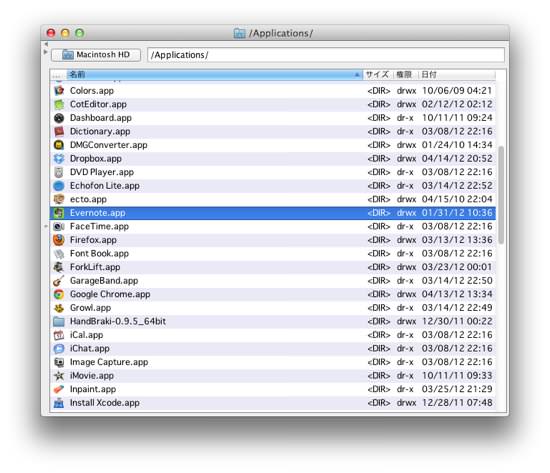 /Applications/
Macintosh HD /Applications/
... 名前 サイズ 権限 日付
Colors.app <DIR> drwx 10/06/09 04:21
CotEditor.app <DIR> drwx 02/12/12 02:12
Dashboard.app <DIR> drwx 10/11/11 09:24
Dictionary.app <DIR> dr-x 03/08/12 22:16
DMGConverter.app <DIR> drwx 01/24/10 14:34
Dropbox.app <DIR> drwx 04/14/12 20:52
DVD Player.app <DIR> dr-x 03/08/12 22:16
Echofon Lite.app <DIR> dr-x 03/14/12 22:52
ecto.app <DIR> drwx 04/15/10 22:04
Evernote.app <DIR> drwx 01/31/12 10:36
FaceTime.app <DIR> dr-x 03/08/12 22:16
Firefox.app <DIR> drwx 03/13/12 13:36
Font Book.app <DIR> dr-x 03/08/12 22:16
ForkLift.app <DIR> drwx 03/23/12 00:01
GarageBand.app <DIR> dr-x 03/14/12 22:50
Google Chrome.app <DIR> drwx 04/13/12 13:34
Growl.app <DIR> dr-x 03/14/12 22:49
HandBraki-0.9.5_64bit <DIR> drwx 12/30/11 00:22
iCal.app <DIR> dr-x 03/08/12 22:16
iChat.app <DIR> dr-x 03/08/12 22:16
Image Capture.app <DIR> dr-x 03/08/12 22:16
iMovie.app <DIR> dr-x 10/11/11 09:33
Inpaint.app <DIR> dr-x 03/25/12 21:29
Install Xcode.app <DIR> drwx 12/28/11 07:48